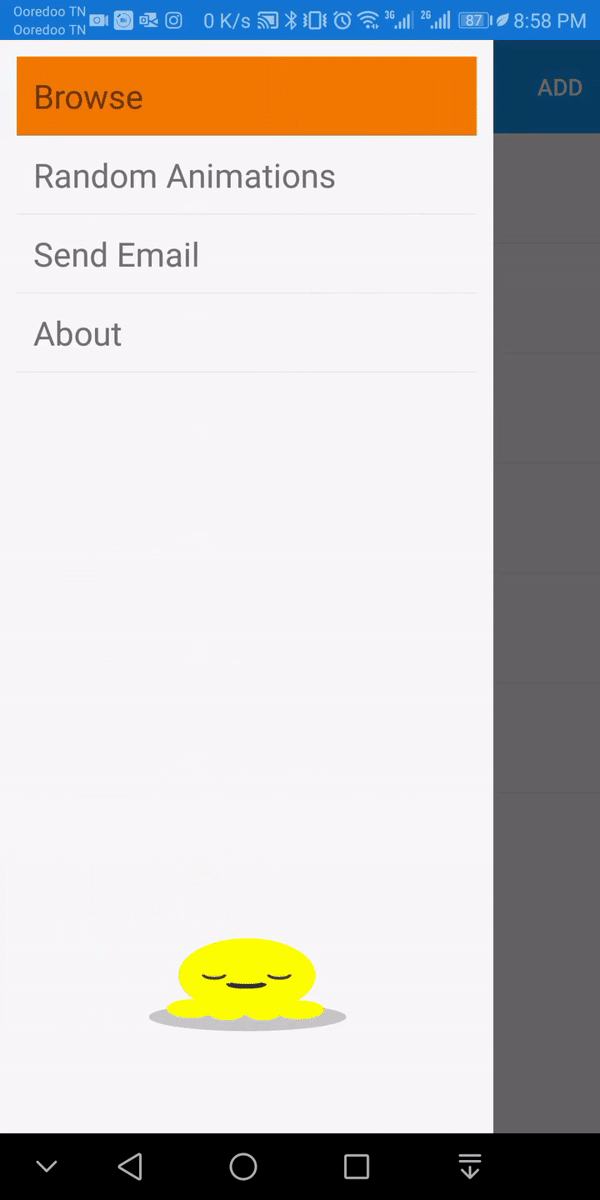 Ooredoo TN
Ooredoo TN
0 K/s 3G 2G 87 8:58 PM
ADD
Browse
Random Animations
Send Email
About